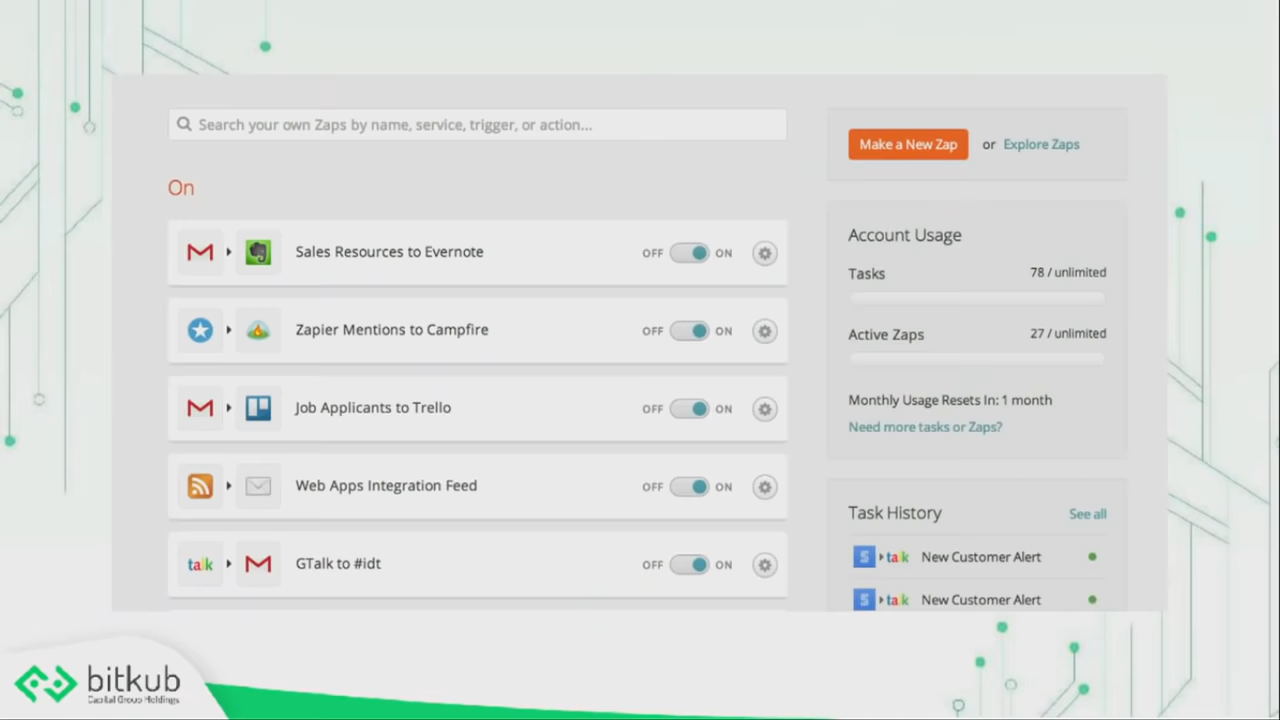 Search your own Zaps by name, service, trigger, or action...
On
Sales Resources to Evernote
OFF ON
Zapier Mentions to Campfire
OFF ON
Job Applicants to Trello
OFF ON
Web Apps Integration Feed
OFF ON
talk
GTalk to #idt
OFF ON
Make a New Zap or Explore Zaps
Account Usage
Tasks 78 / unlimited
Active Zaps 27 / unlimited
Monthly Usage Resets In: 1 month
Need more tasks or Zaps?
Task History See all
S talk New Customer Alert
S talk New Customer Alert
bitkub
Capital Group Holdings